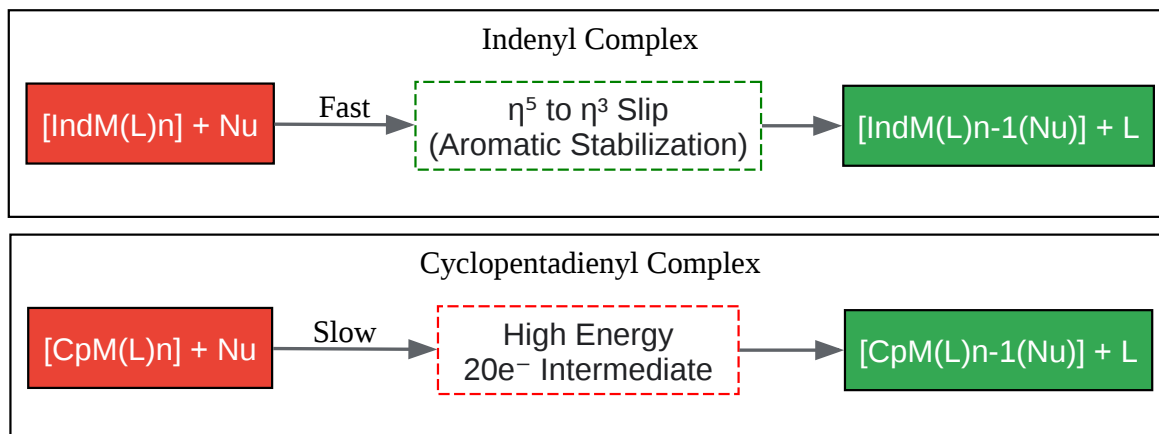 Indenyl Complex
[IndM(L)n] + Nu
Fast
η⁵ to η³ Slip
(Aromatic Stabilization)
[IndM(L)n-1(Nu)] + L
Cyclopentadienyl Complex
[CpM(L)n] + Nu
Slow
High Energy
20e⁻ Intermediate
[CpM(L)n-1(Nu)] + L